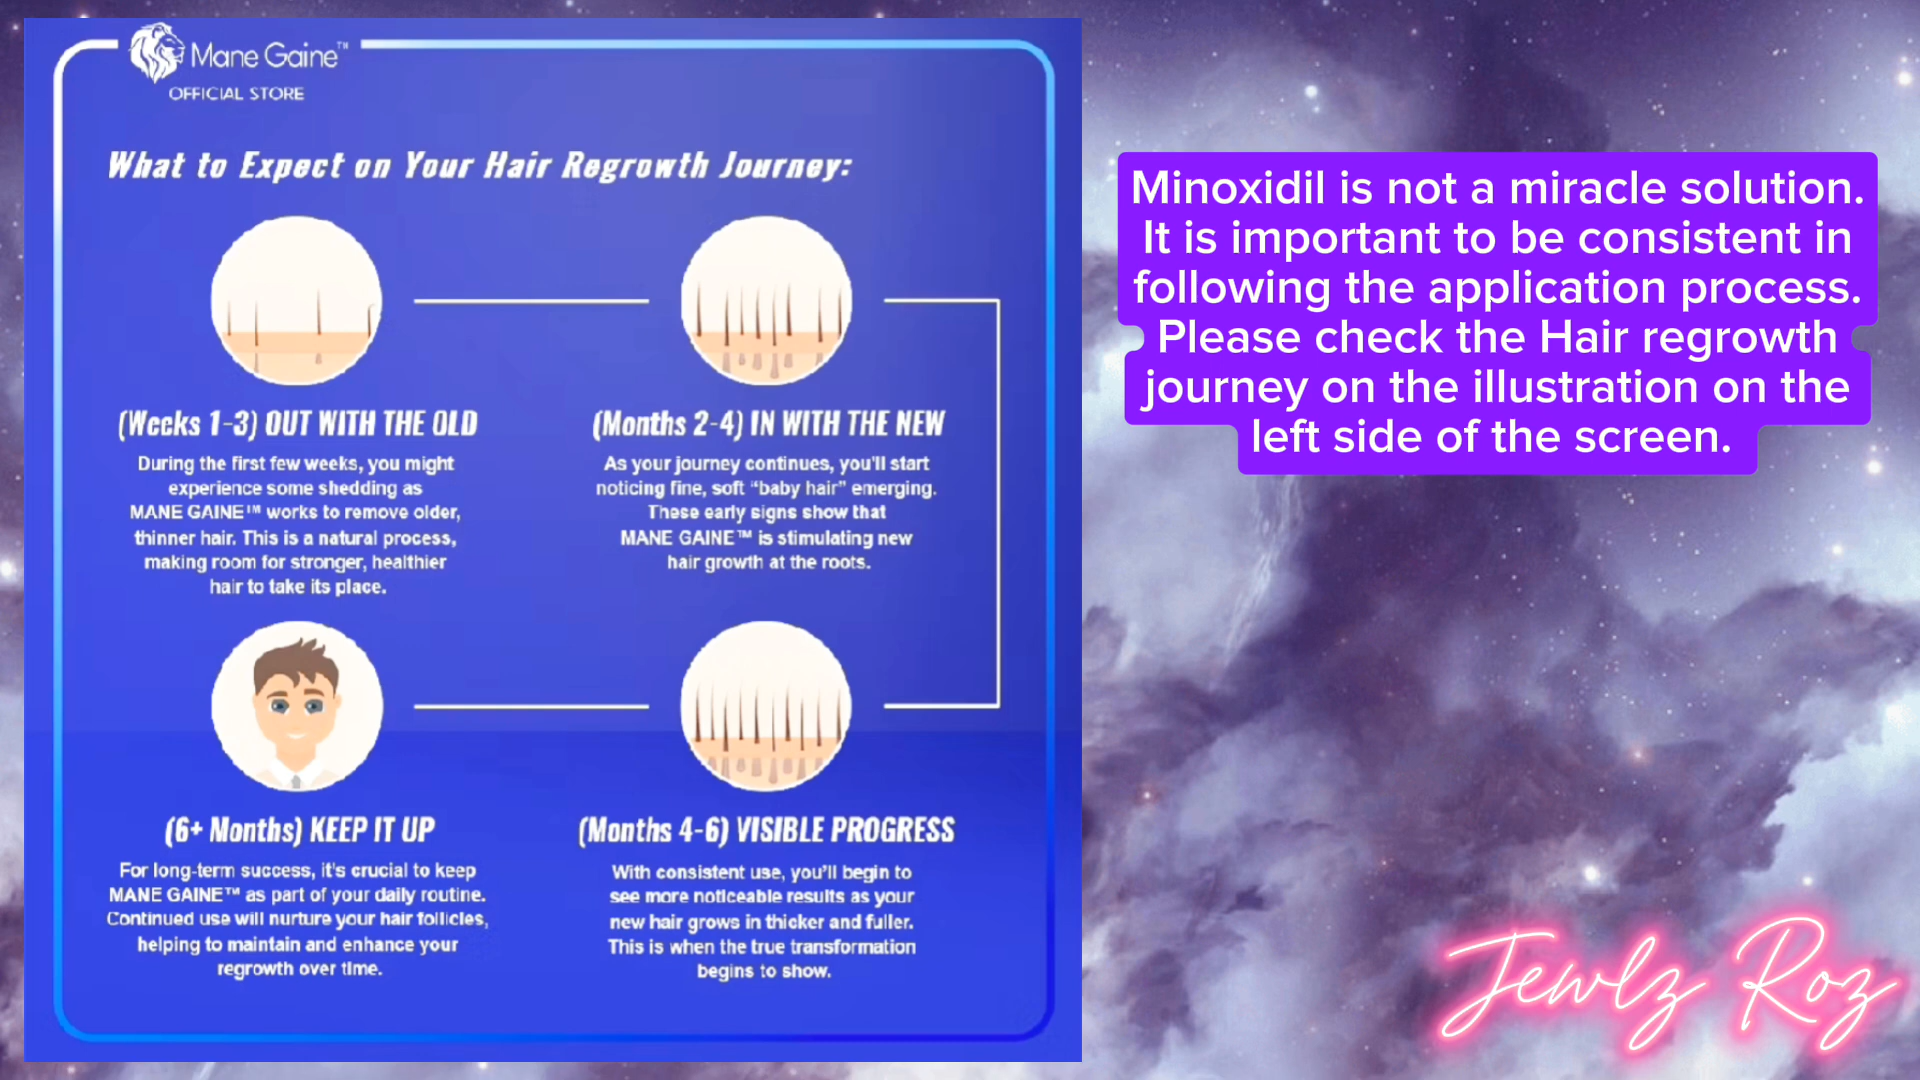 Mane Gaine™
OFFICIAL STORE
What to Expect on Your Hair Regrowth Journey:
(Weeks 1-3) OUT WITH THE OLD
During the first few weeks, you might
experience some shedding as
MANE GAINE™ works to remove older,
thinner hair. This is a natural process,
making room for stronger, healthier
hair to take its place.
(Months 2-4) IN WITH THE NEW
As your journey continues, you'll start
noticing fine, soft “baby hair” emerging.
These early signs show that
MANE GAINE™ is stimulating new
hair growth at the roots.
(6+ Months) KEEP IT UP
For long-term success, it's crucial to keep
MANE GAINE™ as part of your daily routine.
Continued use will nurture your hair follicles,
helping to maintain and enhance your
regrowth over time.
(Months 4-6) VISIBLE PROGRESS
With consistent use, you'll begin to
see more noticeable results as your
new hair grows in thicker and fuller.
This is when the true transformation
begins to show.
Minoxidil is not a miracle solution.
It is important to be consistent in
following the application process.
Please check the Hair regrowth
journey on the illustration on the
left side of the screen.
Jewlz Roz